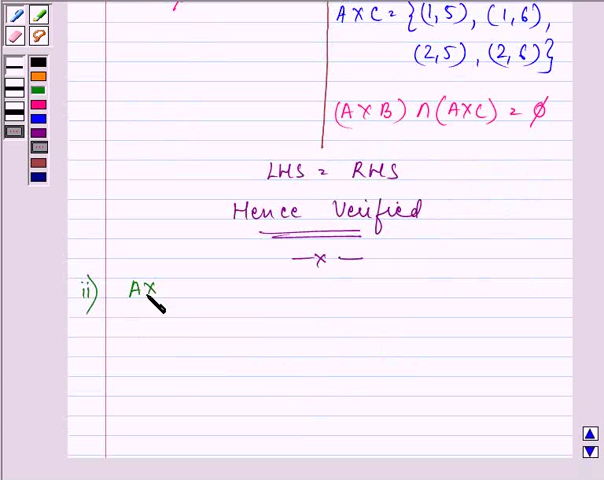 A×C = {(1,5), (1,6),
(2,5), (2,6)}
(A×B) ∩ (A×C) = ϕ
LHS = RHS
Hence Verified
—x—
ii) A×